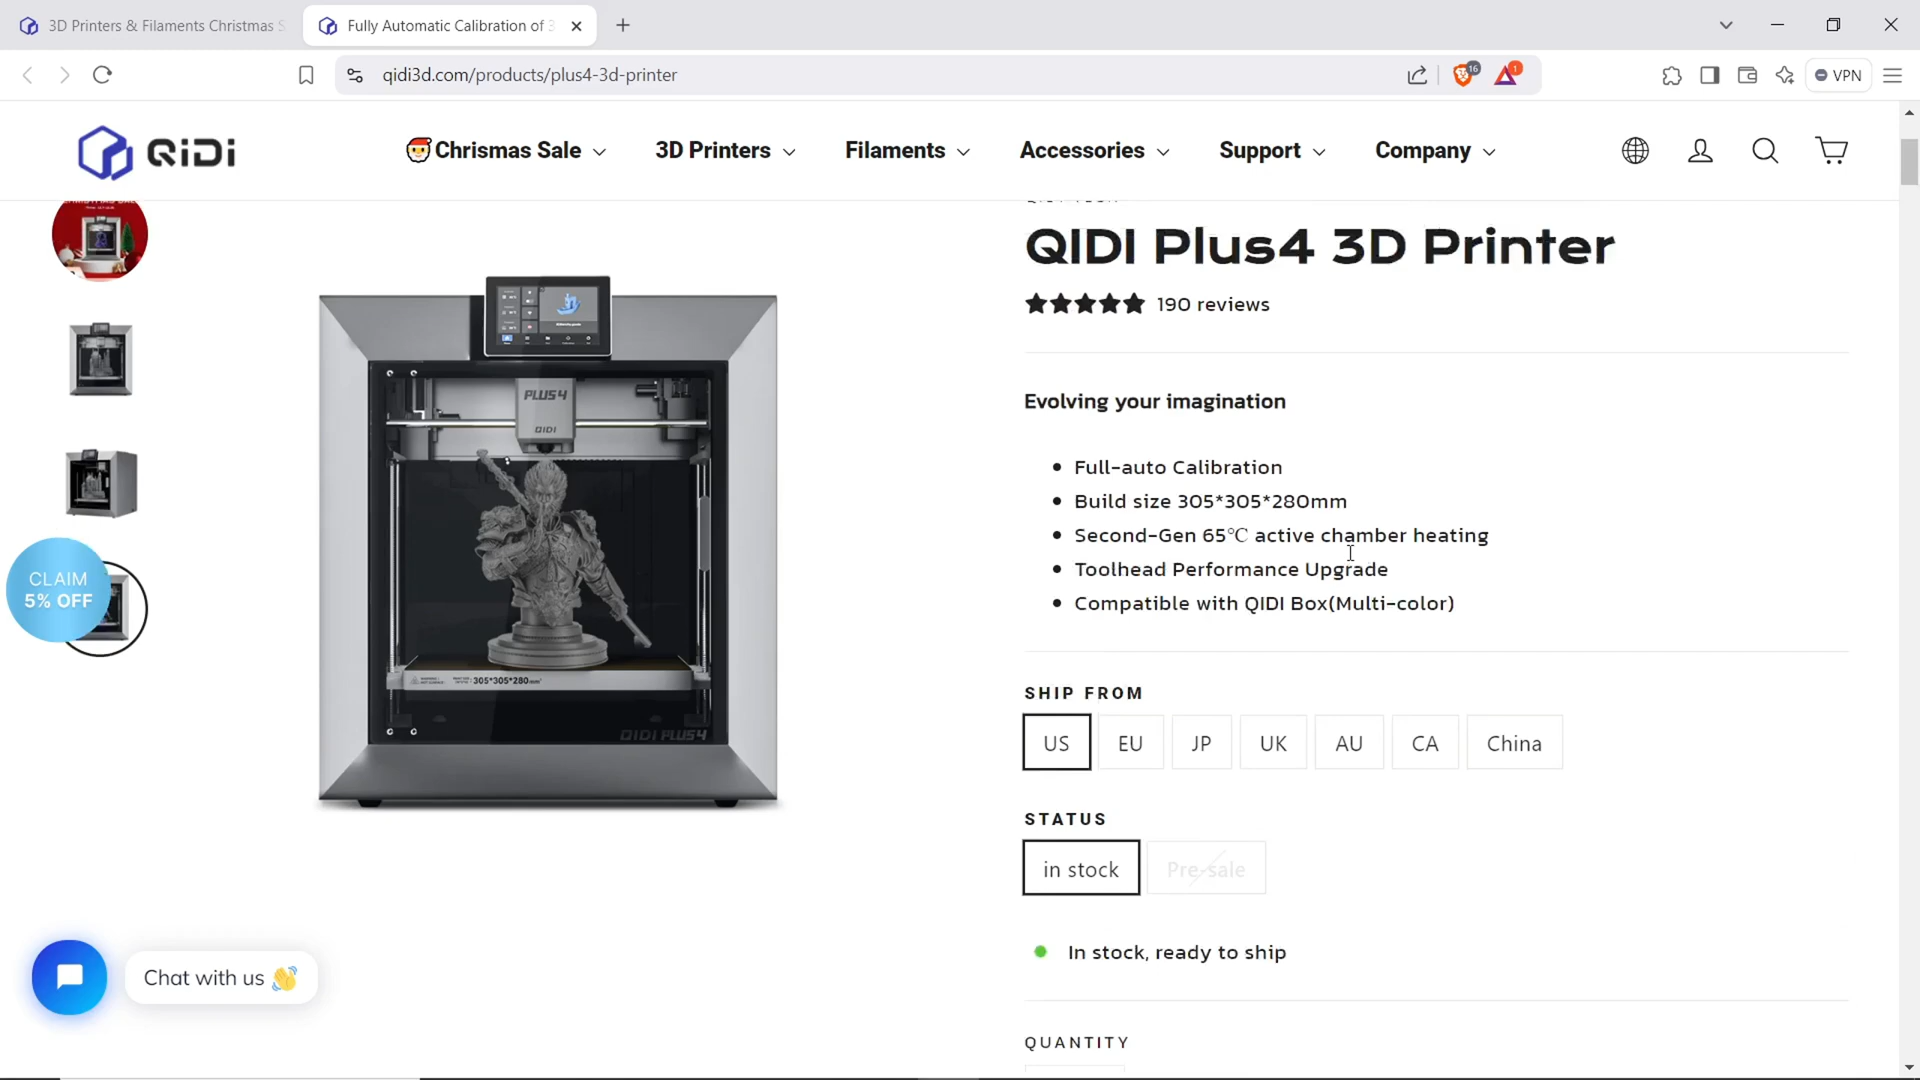 3D Printers & Filaments Christmas S
Fully Automatic Calibration of 3
qidi3d.com/products/plus4-3d-printer
16
1
VPN
QIDI
🎅Chrismas Sale
3D Printers
Filaments
Accessories
Support
Company
QIDI Plus4 3D Printer
190 reviews
Evolving your imagination
Full-auto Calibration
Build size 305*305*280mm
Second-Gen 65℃ active chamber heating
Toolhead Performance Upgrade
Compatible with QIDI Box(Multi-color)
PLUS4
QIDI
305*305*280mm³
QIDI PLUS4
CLAIM
5% OFF
SHIP FROM
US
EU
JP
UK
AU
CA
China
STATUS
in stock
Pre-sale
In stock, ready to ship
Chat with us 👋
QUANTITY